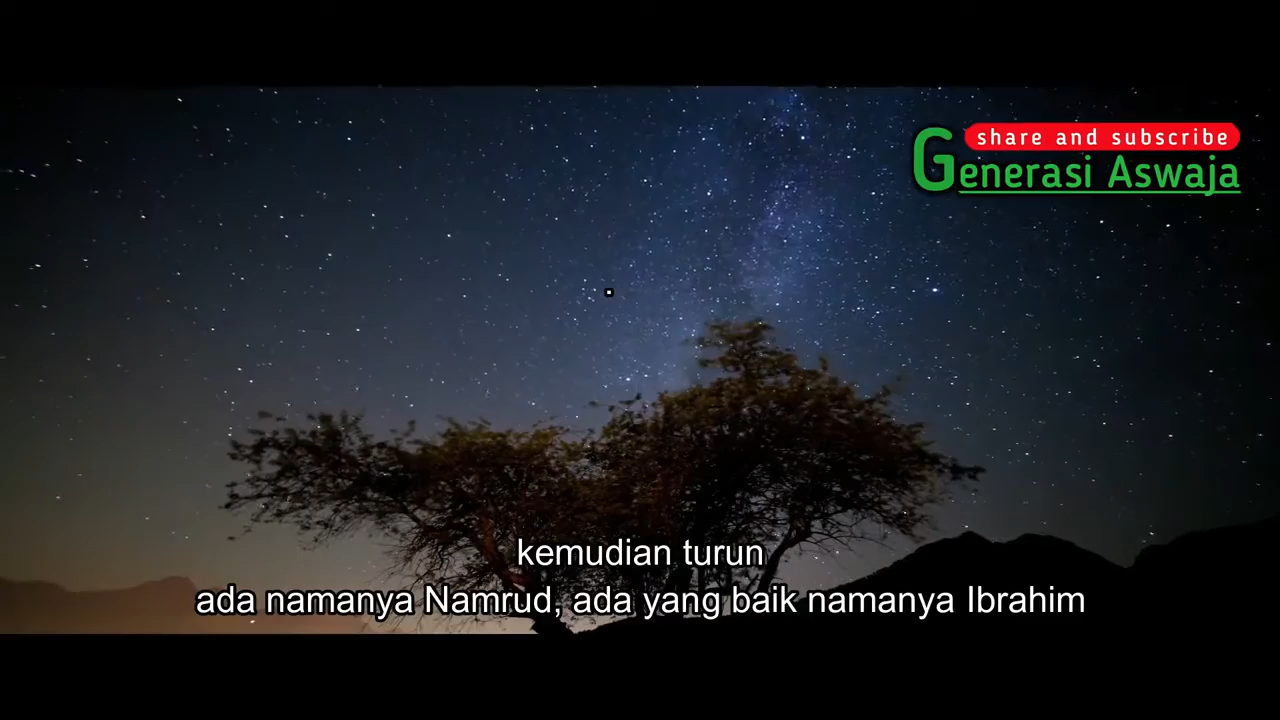 share and subscribe
Generasi Aswaja
kemudian turun
ada namanya Namrud, ada yang baik namanya Ibrahim